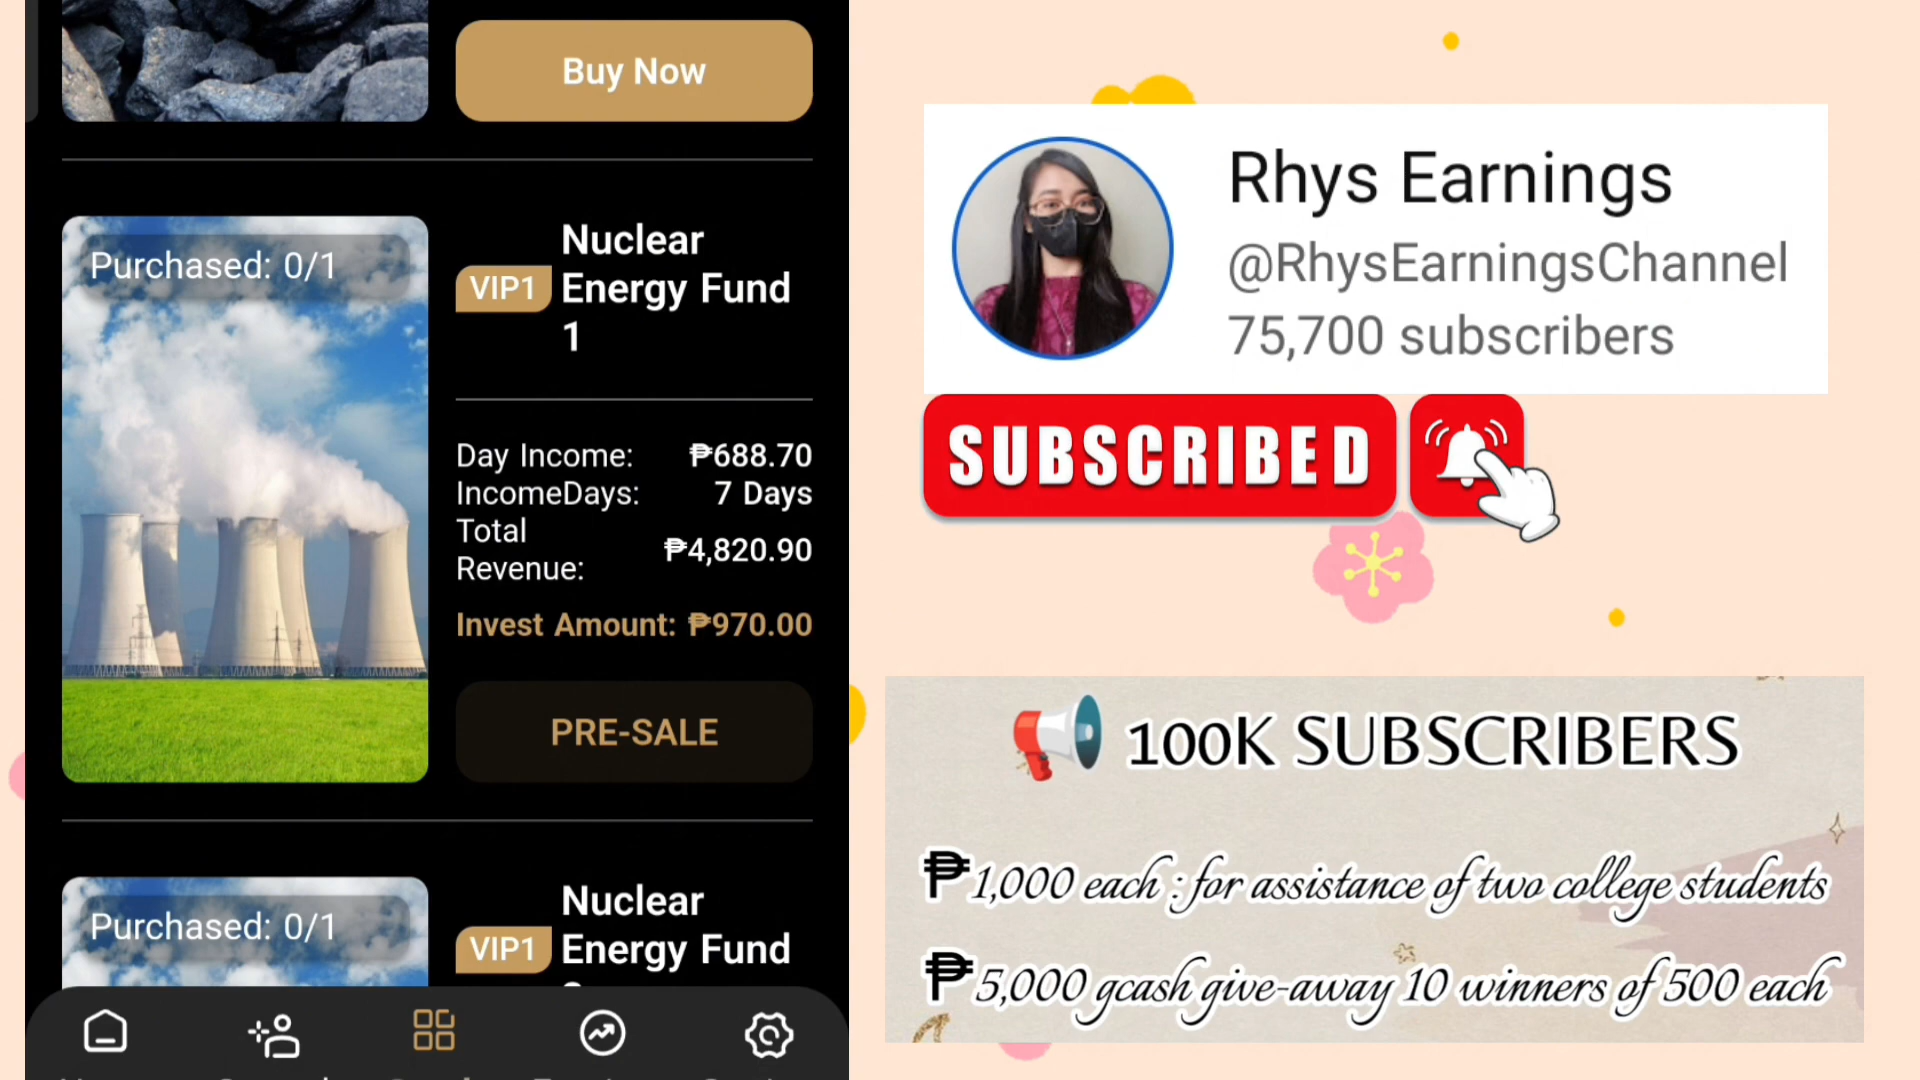 Buy Now
Purchased: 0/1
VIP1
Nuclear
Energy Fund
1
Day Income: ₱688.70
IncomeDays: 7 Days
Total
Revenue: ₱4,820.90
Invest Amount: ₱970.00
PRE-SALE
Purchased: 0/1
VIP1
Nuclear
Energy Fund
Rhys Earnings
@RhysEarningsChannel
75,700 subscribers
SUBSCRIBED
100K SUBSCRIBERS
₱1,000 each : for assistance of two college students
₱5,000 gcash give-away 10 winners of 500 each